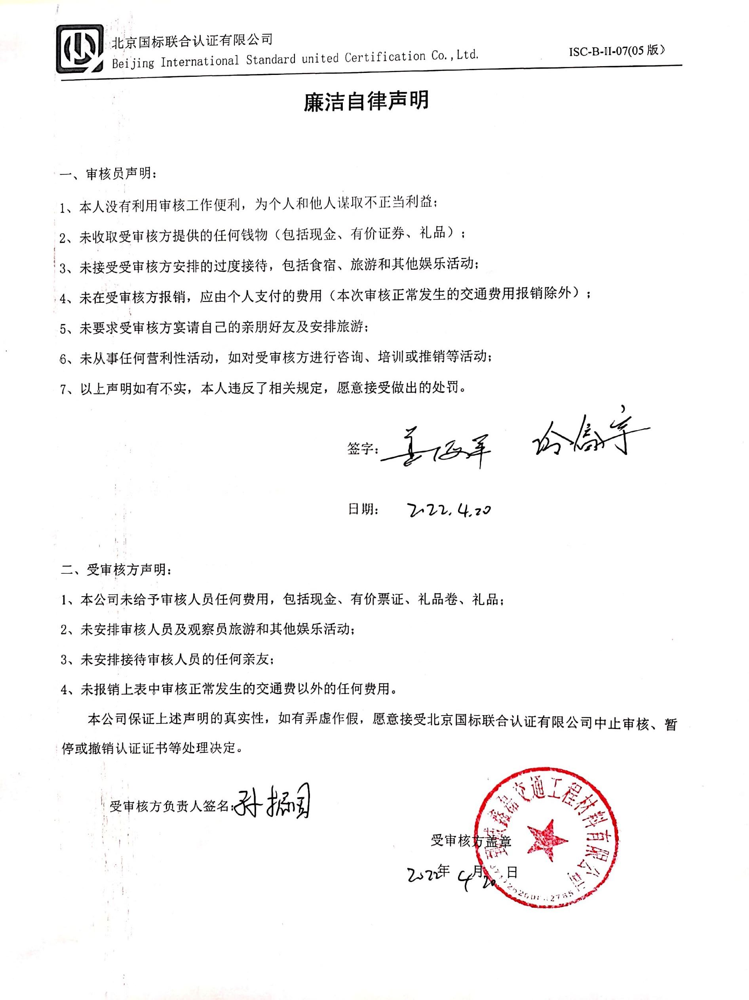 北京国标联合认证有限公司
Beijing International Standard united Certification Co.,Ltd.
ISC-B-II-07(05 版）
廉洁自律声明
一、审核员声明：
1、本人没有利用审核工作便利，为个人和他人谋取不正当利益；
2、未收取受审核方提供的任何钱物（包括现金、有价证券、礼品）；
3、未接受受审核方安排的过度接待，包括食宿、旅游和其他娱乐活动；
4、未在受审核方报销，应由个人支付的费用（本次审核正常发生的交通费用报销除外）；
5、未要求受审核方宴请自己的亲朋好友及安排旅游；
6、未从事任何营利性活动，如对受审核方进行咨询、培训或推销等活动；
7、以上声明如有不实，本人违反了相关规定，愿意接受做出的处罚。
签字：
日期： 2022.4.20
二、受审核方声明：
1、本公司未给予审核人员任何费用，包括现金、有价票证、礼品卷、礼品；
2、未安排审核人员及观察员旅游和其他娱乐活动；
3、未安排接待审核人员的任何亲友；
4、未报销上表中审核正常发生的交通费以外的任何费用。
本公司保证上述声明的真实性，如有弄虚作假，愿意接受北京国标联合认证有限公司中止审核、暂
停或撤销认证证书等处理决定。
受审核方负责人签名：孙振国
交通工程材料有限公司
受审核方盖章
2022年 4月20日